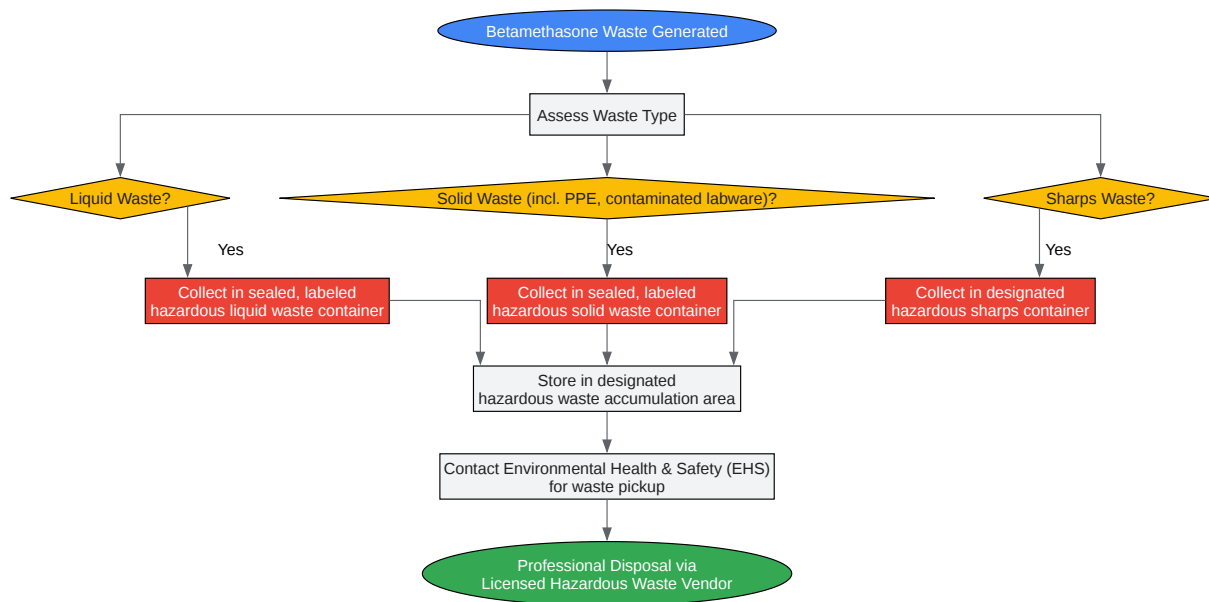 Betamethasone Waste Generated
Assess Waste Type
Liquid Waste?
Solid Waste (incl. PPE, contaminated labware)?
Sharps Waste?
Yes
Yes
Yes
Collect in sealed, labeled
hazardous liquid waste container
Collect in sealed, labeled
hazardous solid waste container
Collect in designated
hazardous sharps container
Store in designated
hazardous waste accumulation area
Contact Environmental Health & Safety (EHS)
for waste pickup
Professional Disposal via
Licensed Hazardous Waste Vendor